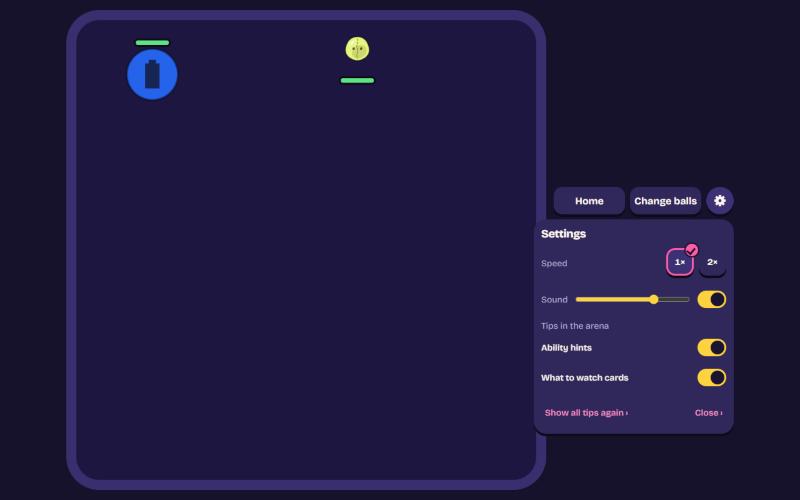 Home
Change balls
Settings
Speed
1×
2×
Sound
Tips in the arena
Ability hints
What to watch cards
Show all tips again ›
Close ›